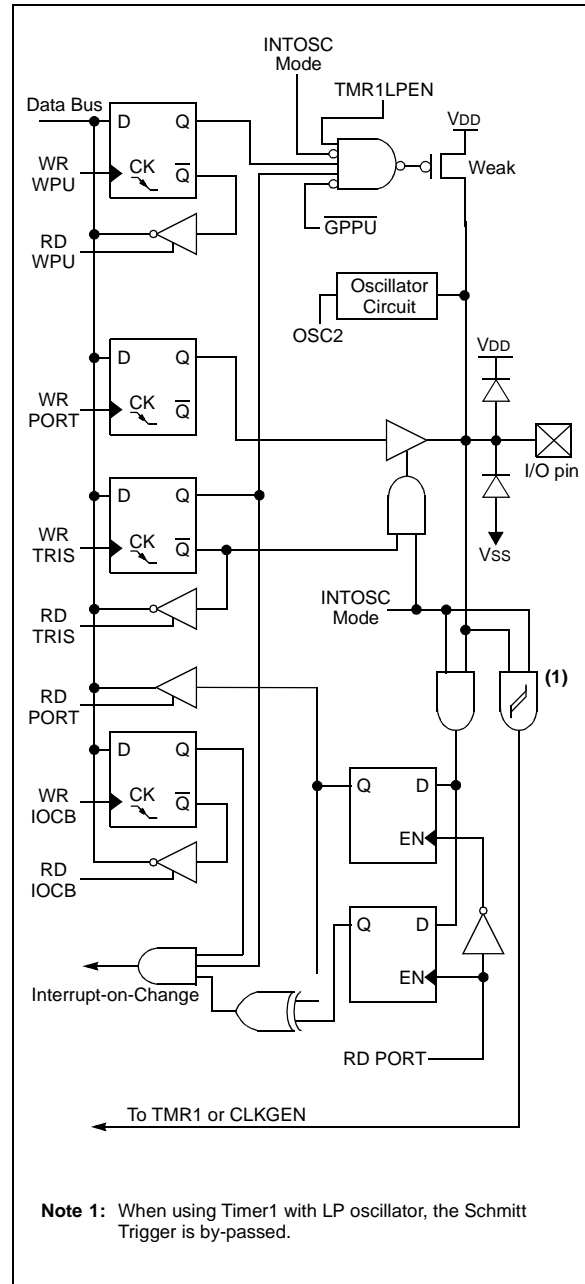 INTOSC
Mode
TMR1LPEN
Data Bus
D Q
VDD
WR
WPU
CK
Q
Weak
RD
WPU
GPPU
Oscillator
Circuit
OSC2
VDD
D Q
WR
PORT
CK
Q
I/O pin
D Q
WR
TRIS
CK
Q
VSS
INTOSC
Mode
RD
TRIS
(1)
RD
PORT
D Q
Q D
WR
IOCB
CK
Q
EN
RD
IOCB
Q D
EN
Interrupt-on-Change
RD PORT
To TMR1 or CLKGEN
Note 1: When using Timer1 with LP oscillator, the Schmitt
Trigger is by-passed.